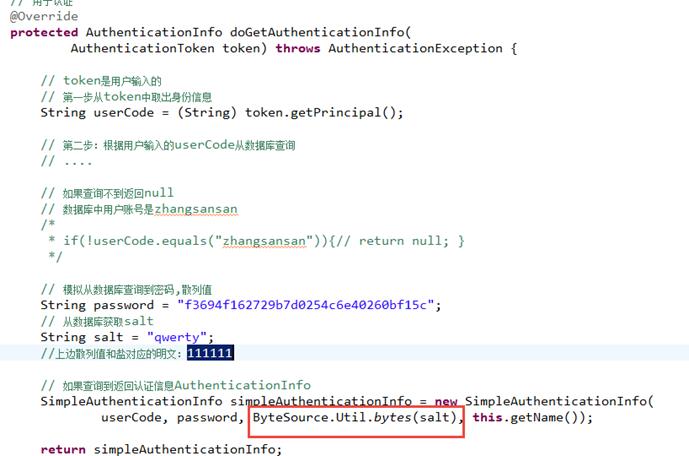 // 用于认证
@Override
protected AuthenticationInfo doGetAuthenticationInfo(
AuthenticationToken token) throws AuthenticationException {
// token是用户输入的
// 第一步从token中取出身份信息
String userCode = (String) token.getPrincipal();
// 第二步：根据用户输入的userCode从数据库查询
// ....
// 如果查询不到返回null
// 数据库中用户账号是zhangsansan
/*
* if(!userCode.equals("zhangsansan")){// return null; }
*/
// 模拟从数据库查询到密码,散列值
String password = "f3694f162729b7d0254c6e40260bf15c";
// 从数据库获取salt
String salt = "qwerty";
//上边散列值和盐对应的明文：111111
// 如果查询到返回认证信息AuthenticationInfo
SimpleAuthenticationInfo simpleAuthenticationInfo = new SimpleAuthenticationInfo(
userCode, password, ByteSource.Util.bytes(salt), this.getName());
return simpleAuthenticationInfo;